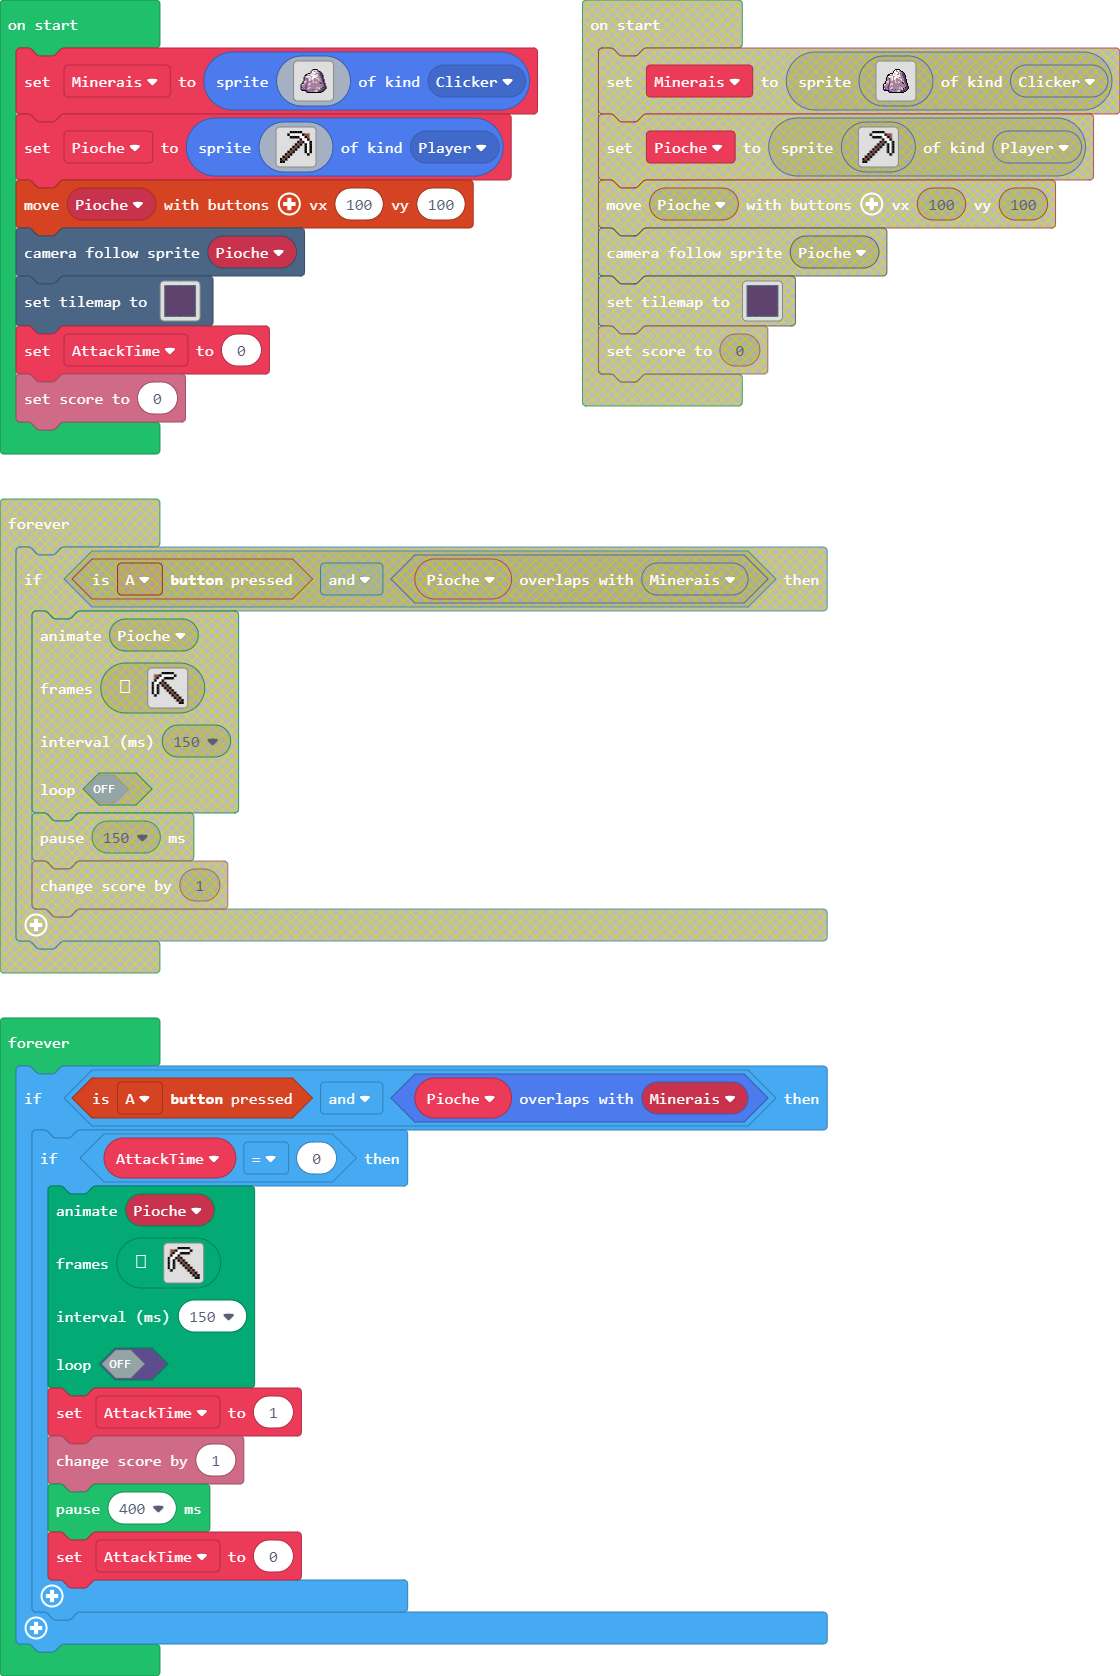 on start
set Minerais to sprite of kind Clicker
set Pioche to sprite of kind Player
move Pioche with buttons vx 100 vy 100
camera follow sprite Pioche
set tilemap to
set AttackTime to 0
set score to 0
on start
set Minerais to sprite of kind Clicker
set Pioche to sprite of kind Player
move Pioche with buttons vx 100 vy 100
camera follow sprite Pioche
set tilemap to
set score to 0
forever
if is A button pressed and Pioche overlaps with Minerais then
animate Pioche
frames
interval (ms) 150
loop OFF
pause 150 ms
change score by 1
forever
if is A button pressed and Pioche overlaps with Minerais then
if AttackTime = 0 then
animate Pioche
frames
interval (ms) 150
loop OFF
set AttackTime to 1
change score by 1
pause 400 ms
set AttackTime to 0